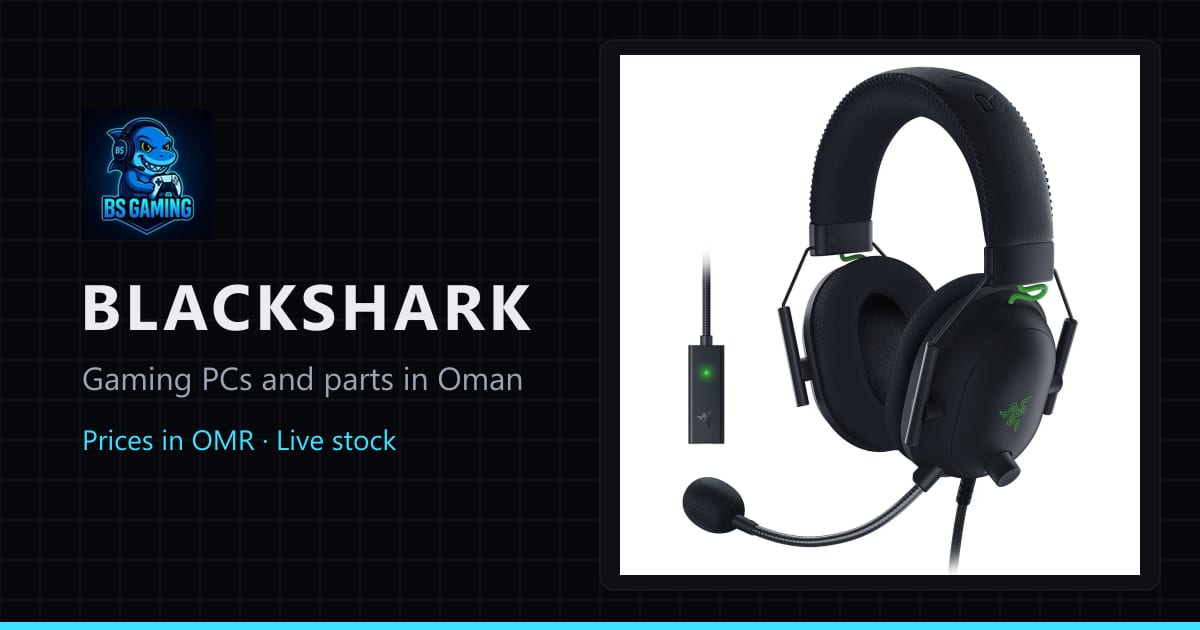 BS
BS GAMING
BLACKSHARK
Gaming PCs and parts in Oman
Prices in OMR · Live stock